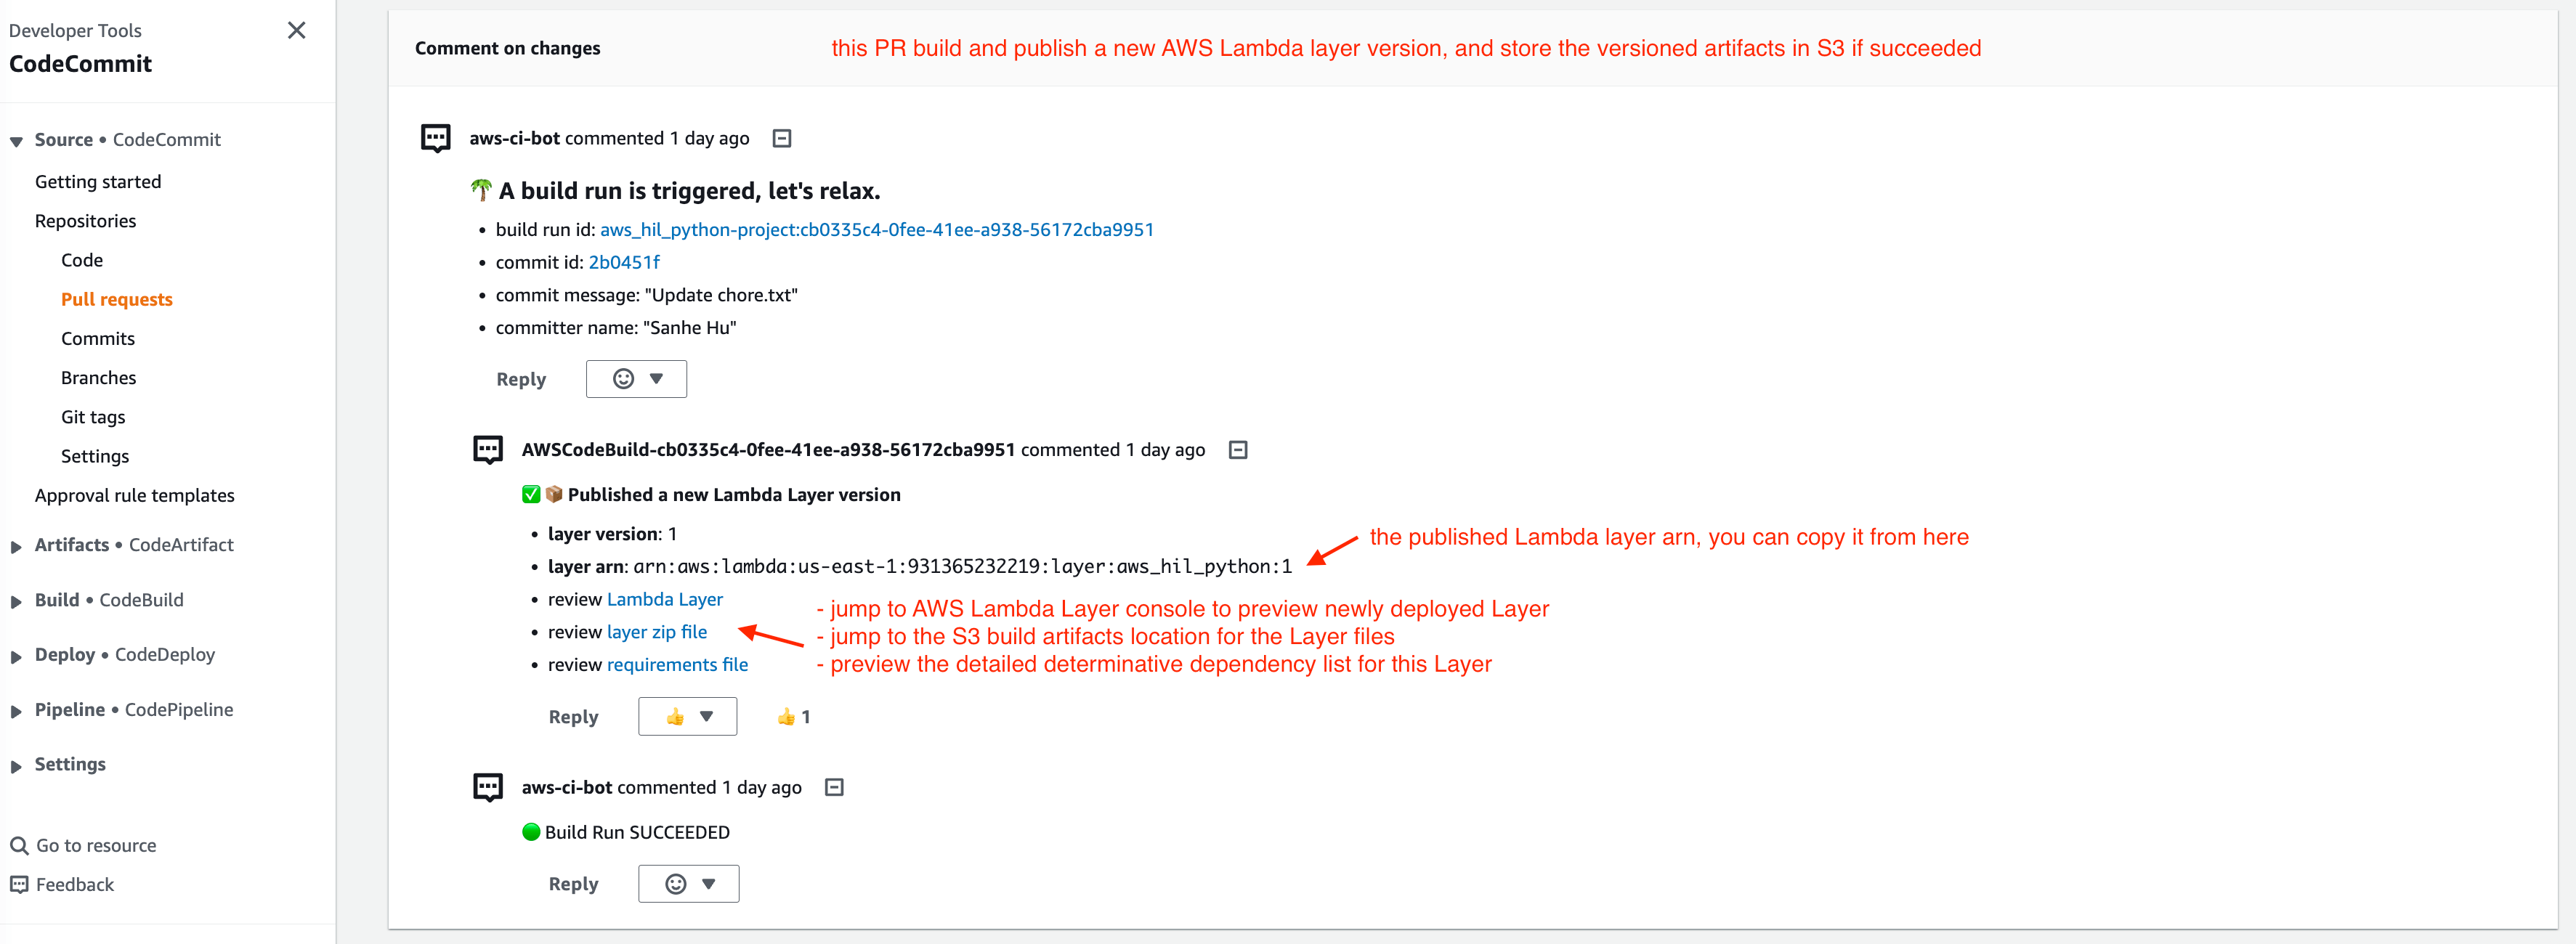 Developer Tools
CodeCommit
Source • CodeCommit
Getting started
Repositories
Code
Pull requests
Commits
Branches
Git tags
Settings
Approval rule templates
Artifacts • CodeArtifact
Build • CodeBuild
Deploy • CodeDeploy
Pipeline • CodePipeline
Settings
Go to resource
Feedback
Comment on changes
this PR build and publish a new AWS Lambda layer version, and store the versioned artifacts in S3 if succeeded
aws-ci-bot commented 1 day ago
🌴 A build run is triggered, let's relax.
• build run id: aws_hil_python-project:cb0335c4-0fee-41ee-a938-56172cba9951
• commit id: 2b0451f
• commit message: "Update chore.txt"
• committer name: "Sanhe Hu"
Reply
AWSCodeBuild-cb0335c4-0fee-41ee-a938-56172cba9951 commented 1 day ago
✅ 📦 Published a new Lambda Layer version
• layer version: 1
• layer arn: arn:aws:lambda:us-east-1:931365232219:layer:aws_hil_python:1
the published Lambda layer arn, you can copy it from here
• review Lambda Layer
• review layer zip file
• review requirements file
- jump to AWS Lambda Layer console to preview newly deployed Layer
- jump to the S3 build artifacts location for the Layer files
- preview the detailed determinative dependency list for this Layer
Reply 👍 👍 1
aws-ci-bot commented 1 day ago
🟢 Build Run SUCCEEDED
Reply